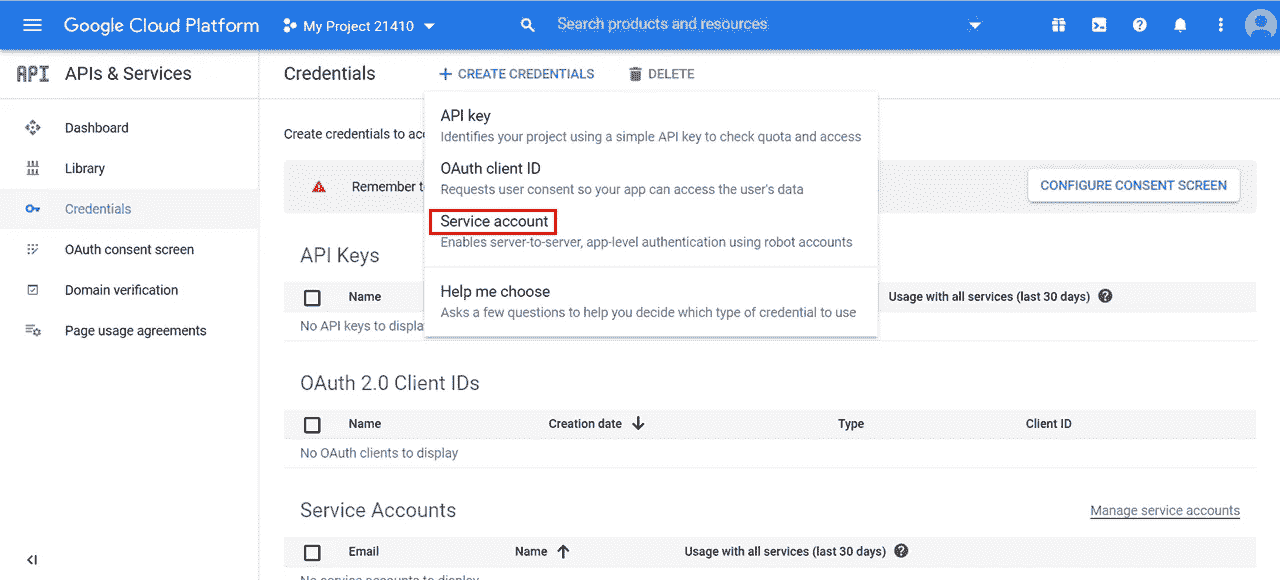 Google Cloud Platform
My Project 21410
Search products and resources
API APIs & Services
Credentials
+ CREATE CREDENTIALS
DELETE
Dashboard
Library
Credentials
OAuth consent screen
Domain verification
Page usage agreements
API key
Identifies your project using a simple API key to check quota and access
OAuth client ID
Requests user consent so your app can access the user's data
Service account
Enables server-to-server, app-level authentication using robot accounts
Help me choose
Asks a few questions to help you decide which type of credential to use
Create credentials to
Remember
CONFIGURE CONSENT SCREEN
API Keys
Name
Usage with all services (last 30 days)
No API keys to
OAuth 2.0 Client IDs
Name Creation date Type Client ID
No OAuth clients to display
Service Accounts
Manage service accounts
Email Name Usage with all services (last 30 days)
No service accounts to display